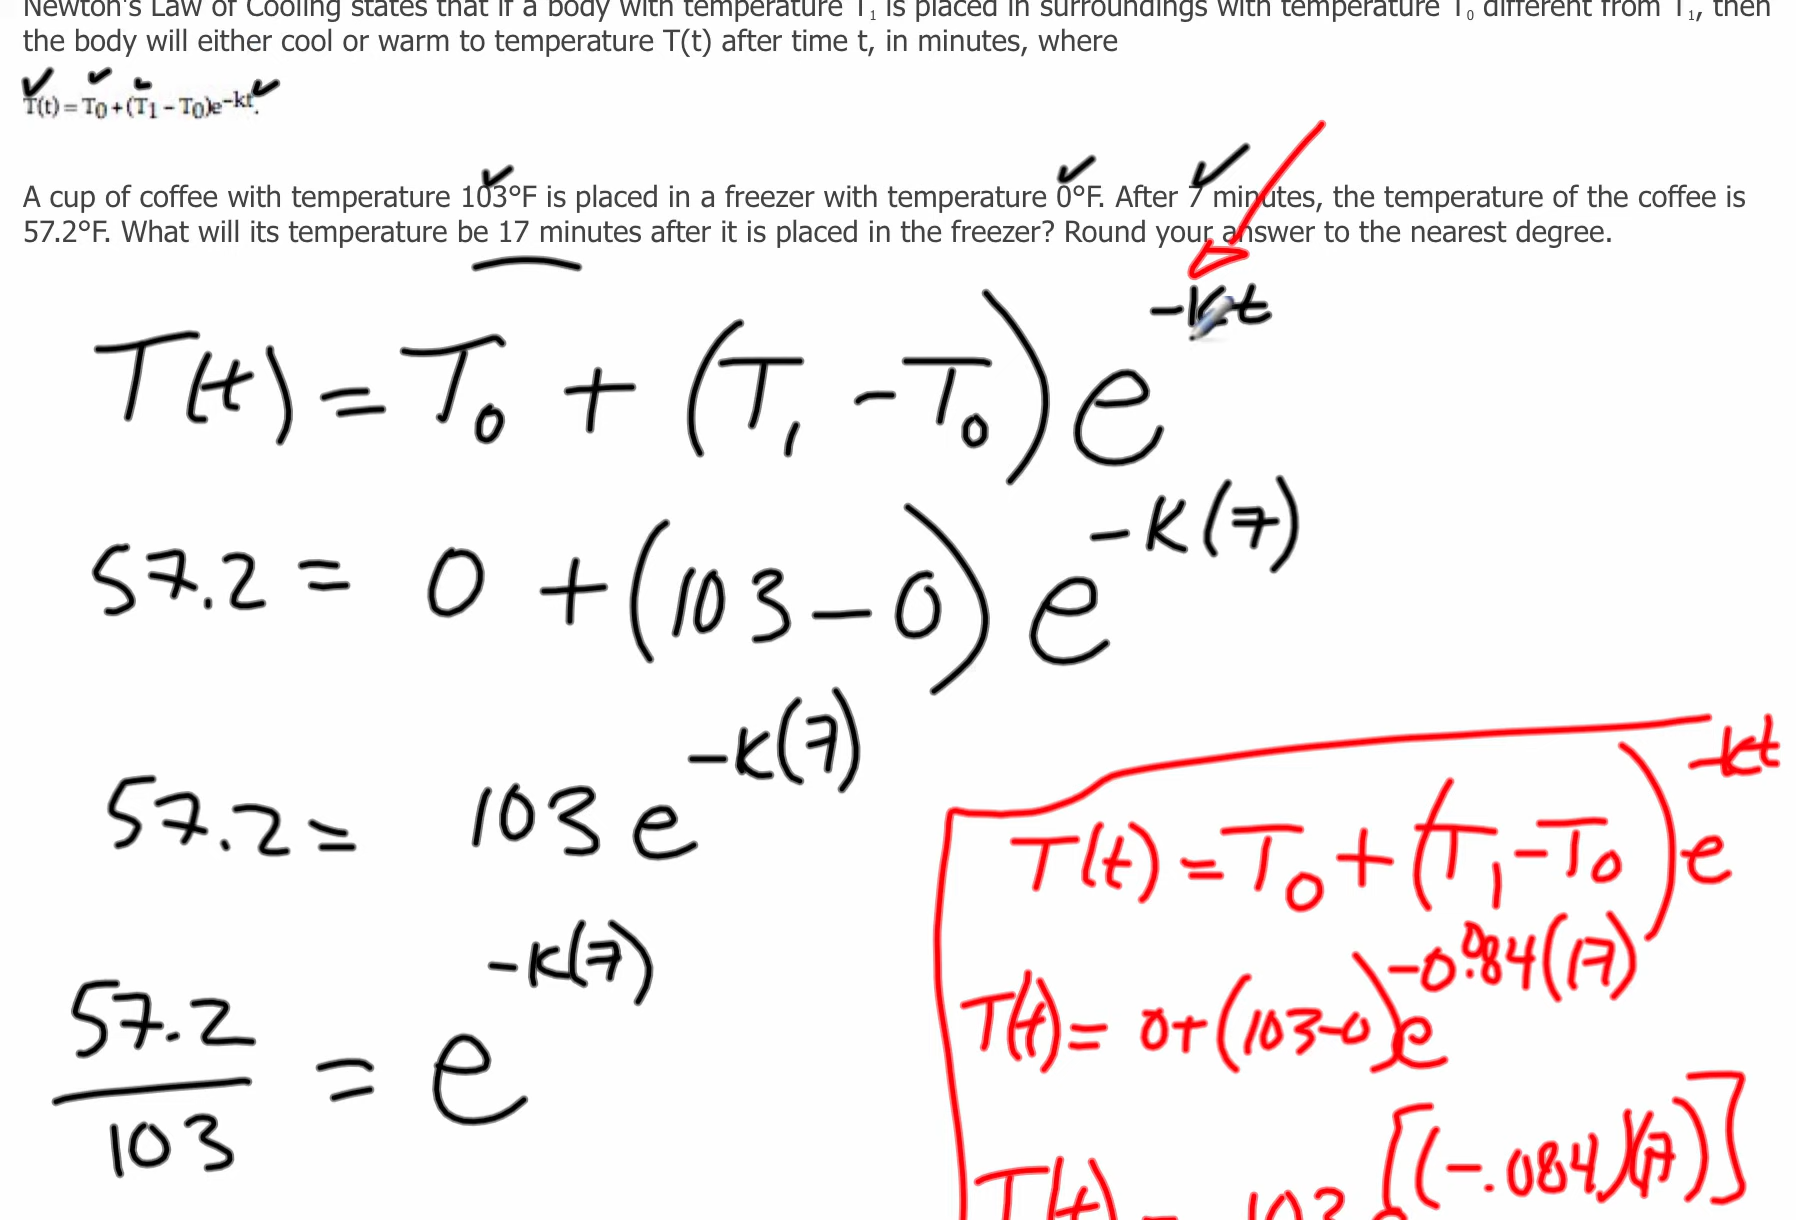 Newton's Law of Cooling states that if a body with temperature T₁ is placed in surroundings with temperature T₀ different from T₁, then
the body will either cool or warm to temperature T(t) after time t, in minutes, where
T(t) = T₀ + (T₁ - T₀)e^-kt.
A cup of coffee with temperature 103°F is placed in a freezer with temperature 0°F. After 7 minutes, the temperature of the coffee is
57.2°F. What will its temperature be 17 minutes after it is placed in the freezer? Round your answer to the nearest degree.
T(t) = T₀ + (T₁ - T₀)e^-kt
57.2 = 0 + (103 - 0)e^-k(7)
57.2 = 103e^-k(7)
57.2/103 = e^-k(7)
T(t) = T₀ + (T₁ - T₀)e^-kt
T(t) = 0 + (103-0)e^-0.084(17)
T(t) = 103e^[(-.084)(17)]